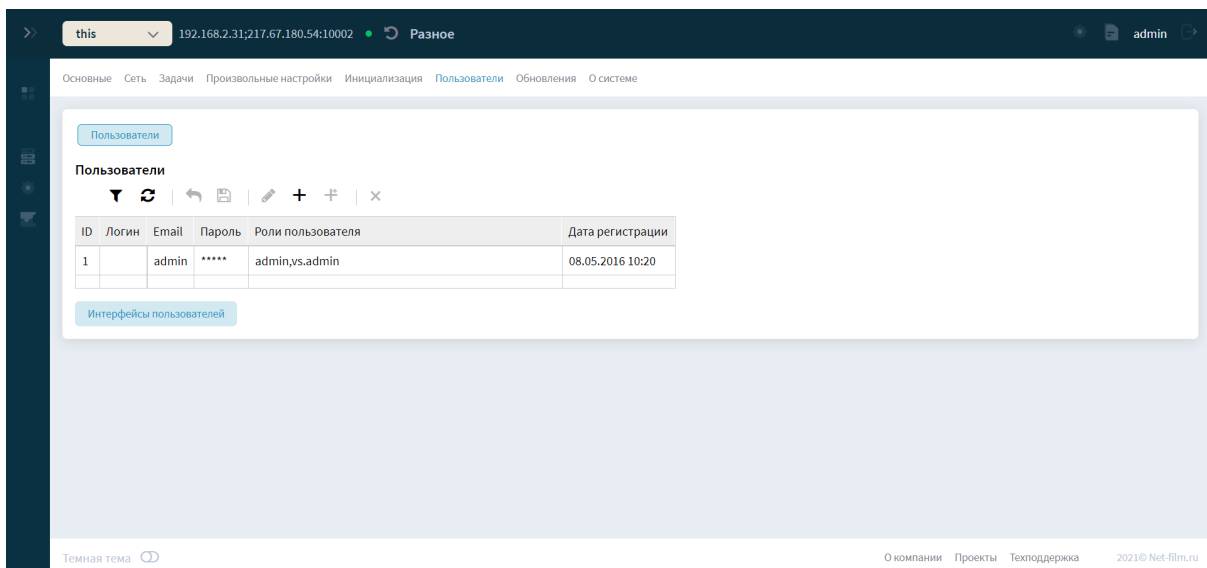 this 192.168.2.31;217.67.180.54:10002 Разное admin
Основные Сеть Задачи Произвольные настройки Инициализация Пользователи Обновления О системе
Пользователи
Пользователи
ID Логин Email Пароль Роли пользователя Дата регистрации
1 admin ***** admin,vs.admin 08.05.2016 10:20
Интерфейсы пользователей
Темная тема О компании Проекты Техподдержка 2021© Net-film.ru